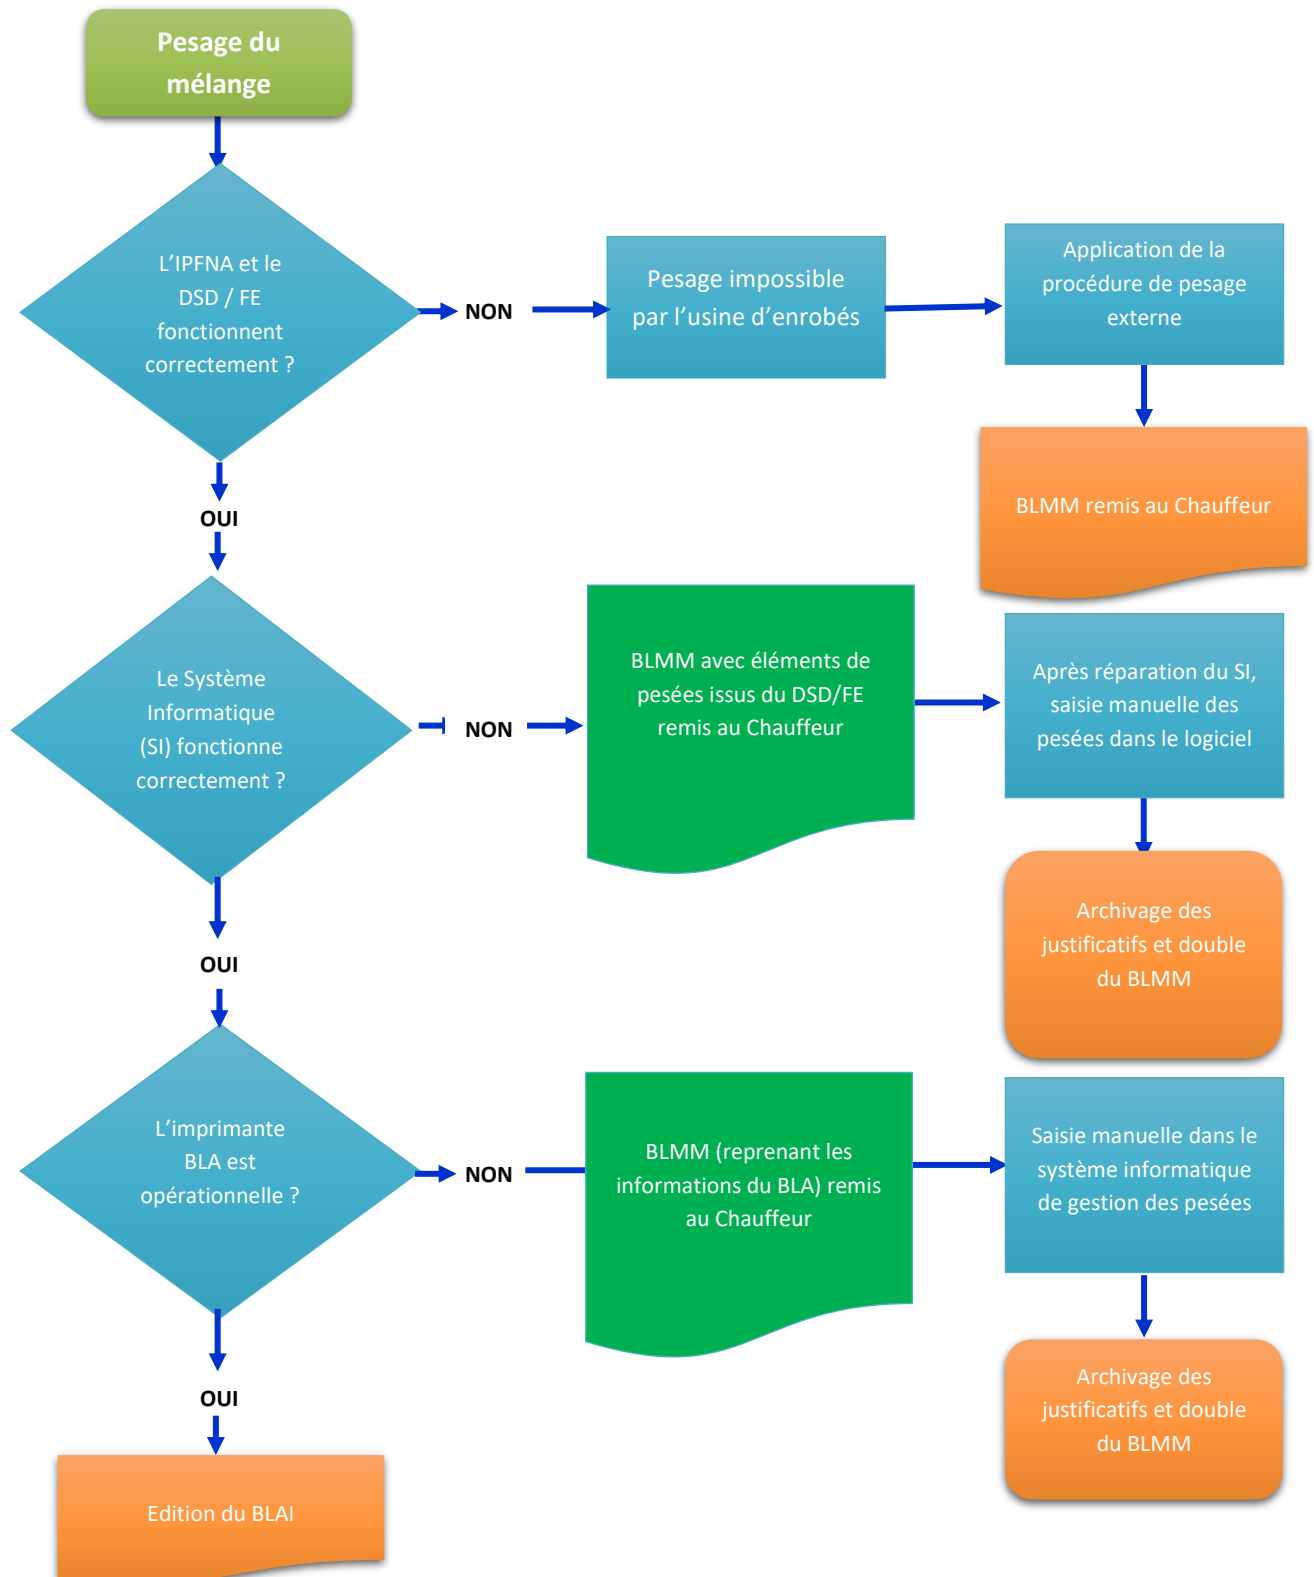 Pesage du
mélange
L’IPFNA et le
DSD / FE
fonctionnent
correctement ?
NON
Pesage impossible
par l’usine d’enrobés
Application de la
procédure de pesage
externe
BLMM remis au Chauffeur
OUI
Le Système
Informatique
(SI) fonctionne
correctement ?
NON
BLMM avec éléments de
pesées issus du DSD/FE
remis au Chauffeur
Après réparation du SI,
saisie manuelle des
pesées dans le logiciel
Archivage des
justificatifs et double
du BLMM
OUI
L’imprimante
BLA est
opérationnelle ?
NON
BLMM (reprenant les
informations du BLA) remis
au Chauffeur
Saisie manuelle dans le
système informatique
de gestion des pesées
Archivage des
justificatifs et double
du BLMM
OUI
Edition du BLAI